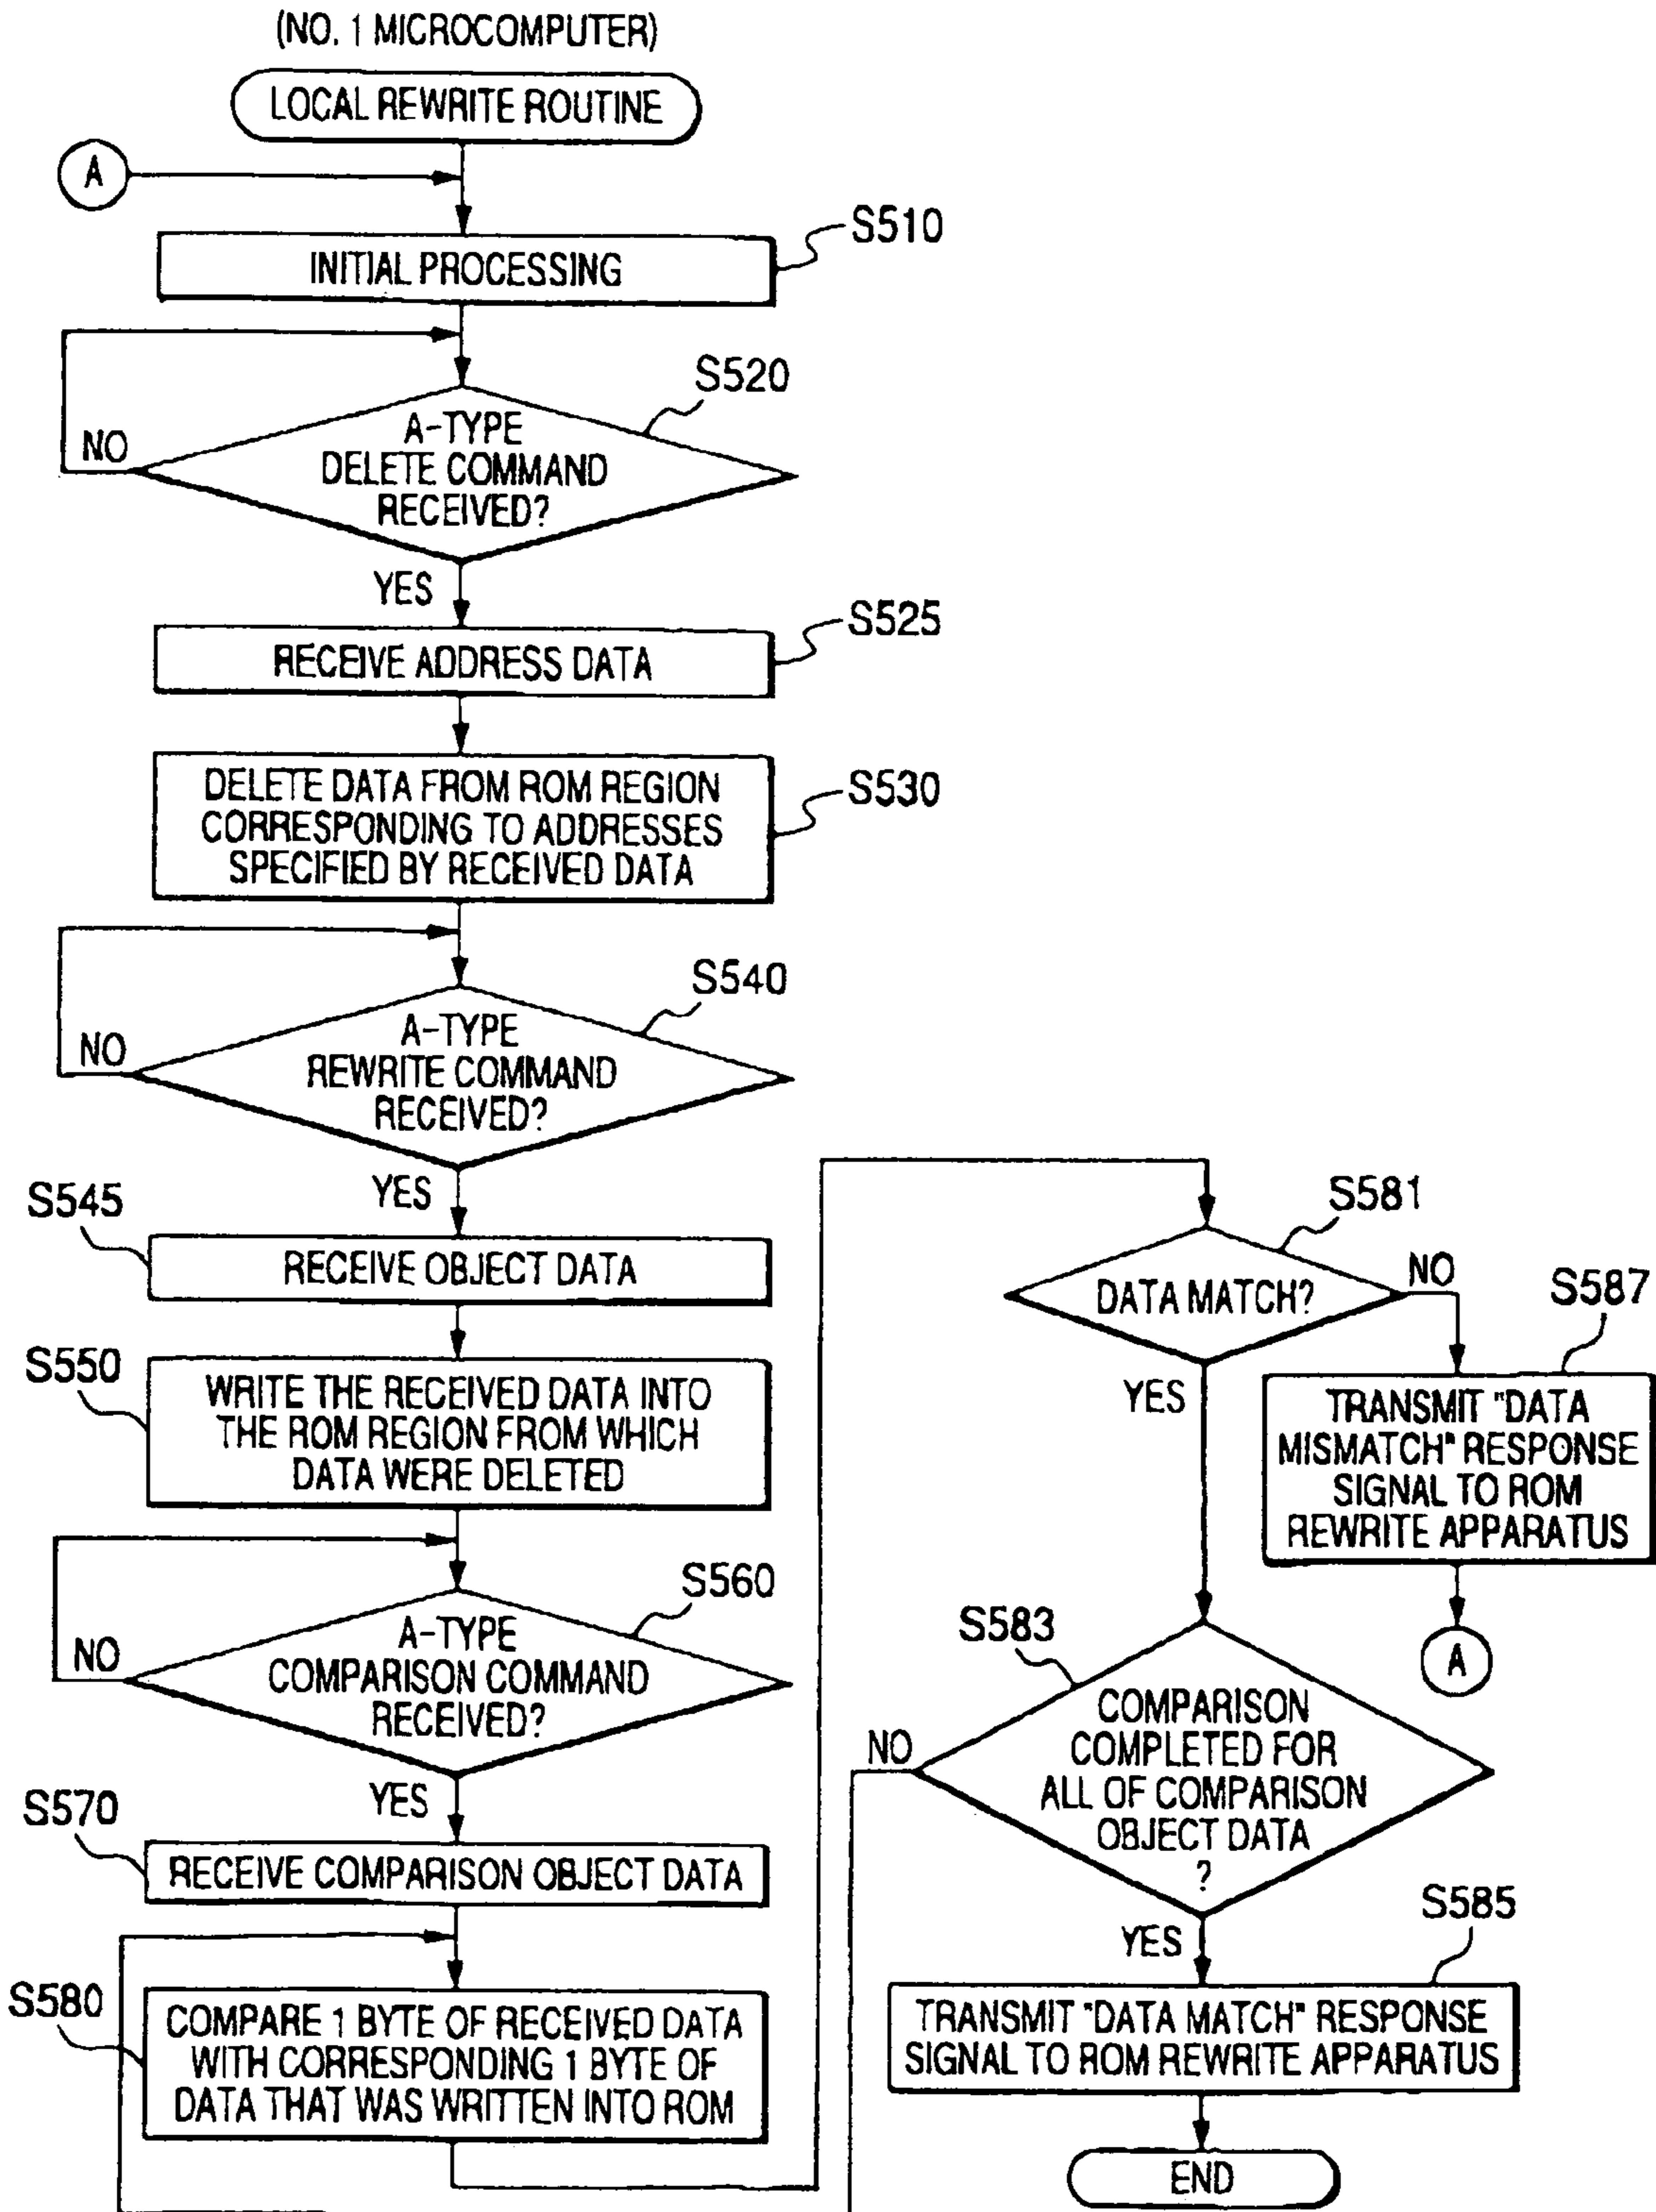 (NO. 1 MICROCOMPUTER)
LOCAL REWRITE ROUTINE
A
S510
INITIAL PROCESSING
S520
A-TYPE
DELETE COMMAND
RECEIVED?
NO
YES
S525
RECEIVE ADDRESS DATA
S530
DELETE DATA FROM ROM REGION
CORRESPONDING TO ADDRESSES
SPECIFIED BY RECEIVED DATA
S540
A-TYPE
REWRITE COMMAND
RECEIVED?
NO
YES
S545
RECEIVE OBJECT DATA
S550
WRITE THE RECEIVED DATA INTO
THE ROM REGION FROM WHICH
DATA WERE DELETED
S560
A-TYPE
COMPARISON COMMAND
RECEIVED?
NO
YES
S570
RECEIVE COMPARISON OBJECT DATA
S580
COMPARE 1 BYTE OF RECEIVED DATA
WITH CORRESPONDING 1 BYTE OF
DATA THAT WAS WRITTEN INTO ROM
S581
DATA MATCH?
NO
YES
S587
TRANSMIT "DATA
MISMATCH" RESPONSE
SIGNAL TO ROM
REWRITE APPARATUS
A
S583
COMPARISON
COMPLETED FOR
ALL OF COMPARISON
OBJECT DATA
?
NO
YES
S585
TRANSMIT "DATA MATCH" RESPONSE
SIGNAL TO ROM REWRITE APPARATUS
END